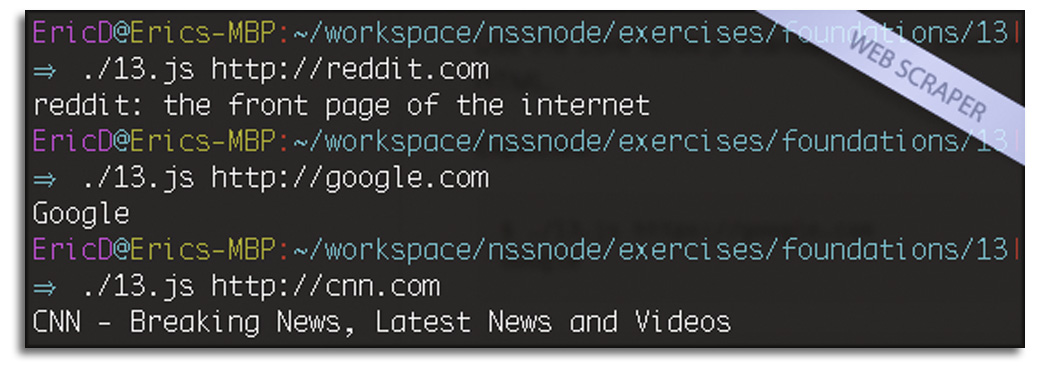 EricD@Erics-MBP:~/workspace/nssnode/exercises/foundations/13|
⇒ ./13.js http://reddit.com
reddit: the front page of the internet
EricD@Erics-MBP:~/workspace/nssnode/exercises/foundations/13|
⇒ ./13.js http://google.com
Google
EricD@Erics-MBP:~/workspace/nssnode/exercises/foundations/13|
⇒ ./13.js http://cnn.com
CNN - Breaking News, Latest News and Videos
WEB SCRAPER